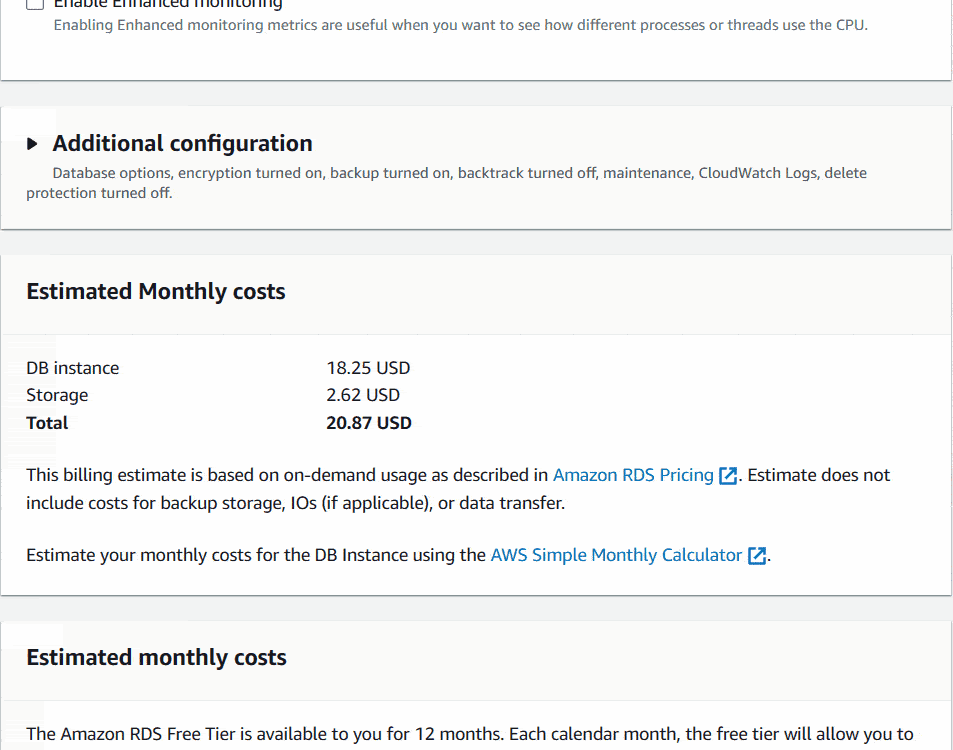 Enable Enhanced monitoring
Enabling Enhanced monitoring metrics are useful when you want to see how different processes or threads use the CPU.
Additional configuration
Database options, encryption turned on, backup turned on, backtrack turned off, maintenance, CloudWatch Logs, delete
protection turned off.
Estimated Monthly costs
DB instance 18.25 USD
Storage 2.62 USD
Total 20.87 USD
This billing estimate is based on on-demand usage as described in Amazon RDS Pricing. Estimate does not
include costs for backup storage, IOs (if applicable), or data transfer.
Estimate your monthly costs for the DB Instance using the AWS Simple Monthly Calculator.
Estimated monthly costs
The Amazon RDS Free Tier is available to you for 12 months. Each calendar month, the free tier will allow you to